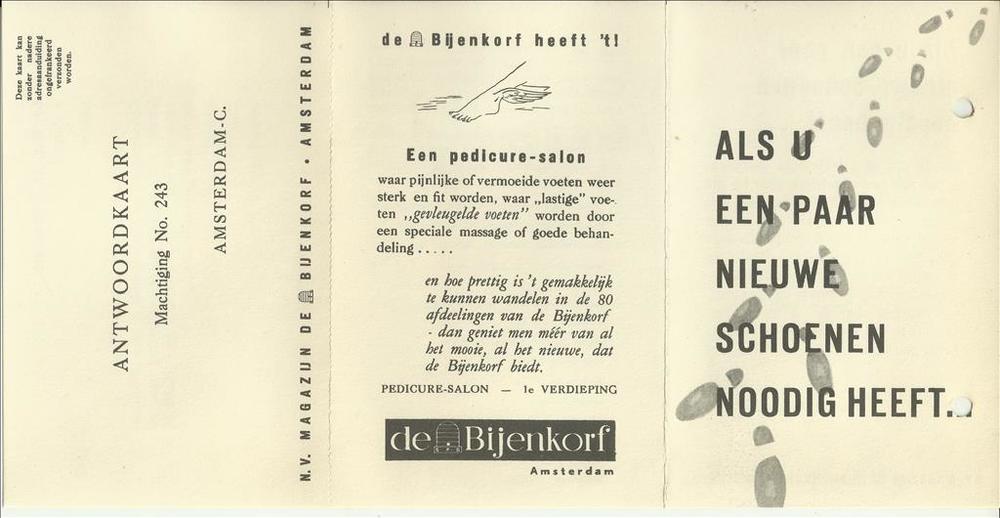 Deze kaart kan
zonder nadere
adresaanduiding
ongefrankeerd
verzonden
worden.
ANTWOORDKAART
Machtiging No. 243
AMSTERDAM-C.
N.V. MAGAZIJN DE BIJENKORF · AMSTERDAM
de Bijenkorf heeft 't!
Een pedicure-salon
waar pijnlijke of vermoeide voeten weer
sterk en fit worden, waar „lastige” voe-
ten „gevleugelde voeten” worden door
een speciale massage of goede behan-
deling .....
en hoe prettig is 't gemakkelijk
te kunnen wandelen in de 80
afdeelingen van de Bijenkorf
- dan geniet men méér van al
het mooie, al het nieuwe, dat
de Bijenkorf biedt.
PEDICURE-SALON — 1e VERDIEPING
de Bijenkorf
Amsterdam
ALS U
EEN PAAR
NIEUWE
SCHOENEN
NOODIG HEEFT...